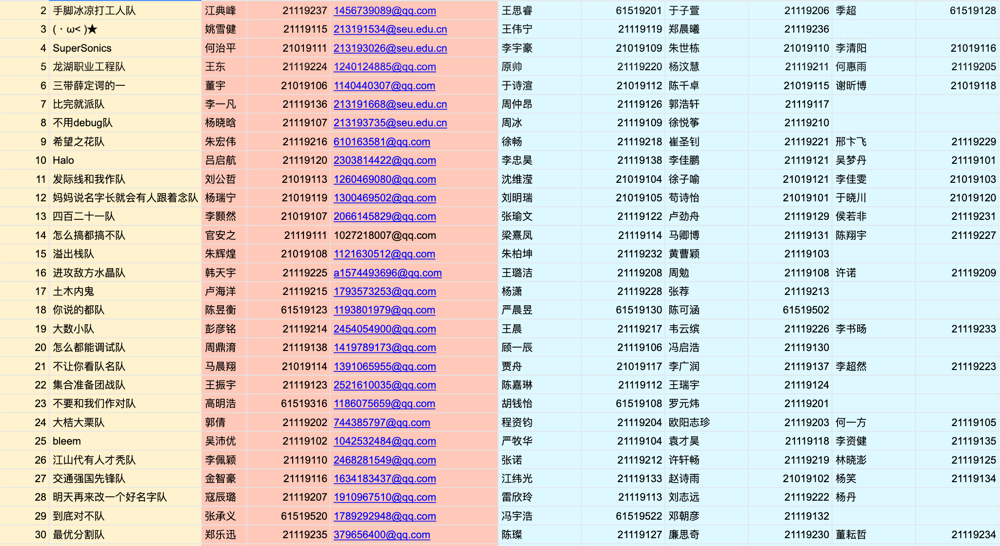 2 手脚冰凉打工人队 江典峰 21119237 1456739089@qq.com 王思睿 61519201 于子萱 21119206 季超 61519128
3 (・ω< )★ 姚雪健 21119115 213191534@seu.edu.cn 王伟宁 21119119 郑晨曦 21119236
4 SuperSonics 何治平 21019111 213193026@seu.edu.cn 李宇豪 21019109 朱世栋 21019110 李清阳 21019116
5 龙湖职业工程队 王东 21119224 1240124885@qq.com 原帅 21119220 杨汶慧 21119211 何惠雨 21119205
6 三带薛定谔的一 董宇 21019106 1140440307@qq.com 于诗渲 21019112 陈千卓 21019115 谢昕博 21019118
7 比完就派队 李一凡 21119136 213191668@seu.edu.cn 周仲昂 21119126 郭浩轩 21119117
8 不用debug队 杨晓晗 21119107 213193735@seu.edu.cn 周冰 21119109 徐悦筝 21119210
9 希望之花队 朱宏伟 21119216 610163581@qq.com 徐畅 21119218 崔圣钊 21119221 邢卞飞 21119229
10 Halo 吕启航 21119120 2303814422@qq.com 李忠昊 21119138 李佳鹏 21119121 吴梦丹 21119101
11 发际线和我作队 刘公哲 21019113 1260469080@qq.com 沈维滢 21019104 徐子喻 21019121 李佳雯 21019103
12 妈妈说名字长就会有人跟着念队 杨瑞宁 21019119 1300469502@qq.com 刘明瑞 21019105 苟诗怡 21019101 于晓川 21019120
13 四百二十一队 李颢然 21019107 2066145829@qq.com 张瑜文 21119122 卢劲舟 21119129 侯若非 21119231
14 怎么搞都搞不队 官安之 21119111 1027218007@qq.com 梁熹凤 21119114 马卿博 21119131 陈翔宇 21119227
15 溢出栈队 朱辉煌 21019108 1121630512@qq.com 朱柏坤 21119232 黄曹颖 21119103
16 进攻敌方水晶队 韩天宇 21119225 a1574493696@qq.com 王璐洁 21119208 周勉 21119108 许诺 21119209
17 土木内鬼 卢海洋 21119215 1793573253@qq.com 杨潇 21119228 张荐 21119213
18 你说的都队 陈昱衡 61519123 1193801979@qq.com 严晨昱 61519130 陈可涵 61519502
19 大数小队 彭彦铭 21119214 2454054900@qq.com 王晨 21119217 韦云缤 21119226 李书旸 21119233
20 怎么都能调试队 周鼎淯 21119138 1419789173@qq.com 顾一辰 21119106 冯启浩 21119130
21 不让你看队名队 马晨翔 21019114 1391065955@qq.com 贾舟 21019117 李广润 21119137 李超然 21119223
22 集合准备团战队 王振宇 21119123 2521610035@qq.com 陈嘉琳 21119112 王瑞宇 21119124
23 不要和我们作对队 高明浩 61519316 1186075659@qq.com 胡钱怡 61519108 罗元炜 21119201
24 大桔大栗队 郭倩 21119202 744385797@qq.com 程资钧 21119204 欧阳志珍 21119203 何一方 21119105
25 bleem 吴沛优 21119102 1042532484@qq.com 严牧华 21119104 袁才昊 21119118 李资健 21119135
26 江山代有人才秃队 李佩颖 21119110 2468281549@qq.com 张诺 21119212 许轩畅 21119219 林晓澎 21119125
27 交通强国先锋队 金智豪 21119116 1634183437@qq.com 江纬光 21119133 赵诗雨 21019102 杨笑 21119134
28 明天再来改一个好名字队 寇辰璐 21119207 1910967510@qq.com 雷欣玲 21119113 刘志远 21119222 杨丹
29 到底对不队 张承义 61519520 1789292948@qq.com 冯宇浩 61519522 邓朝彦 21119132
30 最优分割队 郑乐迅 21119235 379656400@qq.com 陈璨 21119127 廉思奇 21119230 董耘哲 21119234